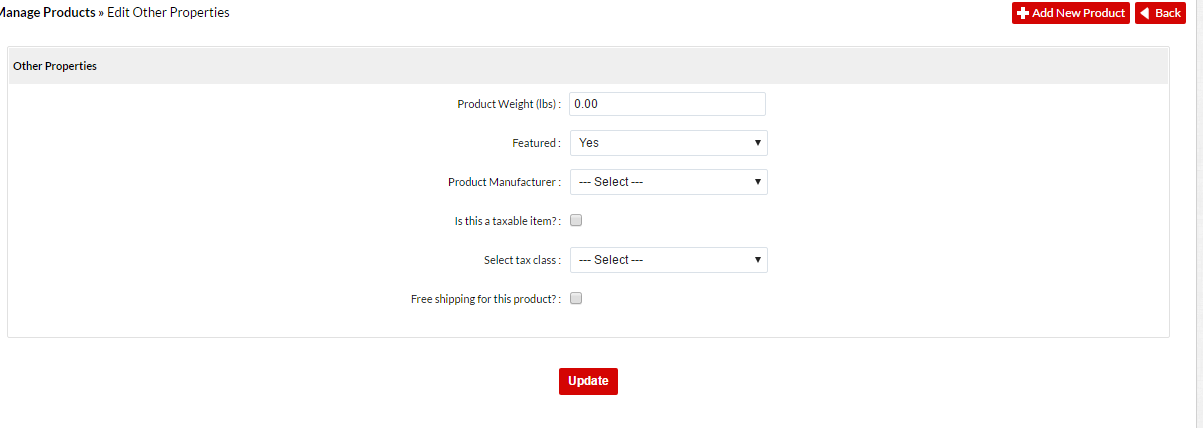 Manage Products » Edit Other Properties
Add New Product
Back
Other Properties
Product Weight (lbs) : 0.00
Featured : Yes
Product Manufacturer : --- Select ---
Is this a taxable item? :
Select tax class : --- Select ---
Free shipping for this product? :
Update